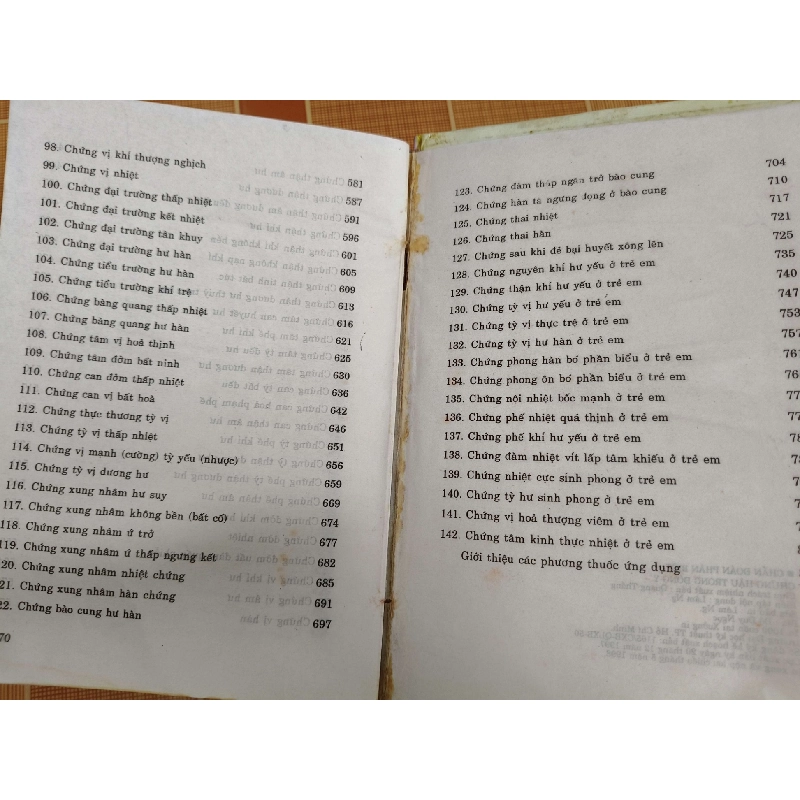 98. Chứng vị khí thượng nghịch 581
99. Chứng vị nhiệt 587
100. Chứng đại trường thấp nhiệt 591
101. Chứng đại trường kết nhiệt 596
102. Chứng đại trường tân khuy 601
103. Chứng đại trường hư hàn 605
104. Chứng tiểu trường hư hàn 609
105. Chứng tiểu trường khí trệ 613
106. Chứng bàng quang thấp nhiệt 616
107. Chứng bàng quang hư hàn 621
108. Chứng tâm vị hoả thịnh 625
109. Chứng tâm đởm bất ninh 630
110. Chứng can đởm thấp nhiệt 636
111. Chứng can vị bất hoà 642
112. Chứng thực thương tỳ vị 646
113. Chứng tỳ vị thấp nhiệt 651
114. Chứng vị mạnh (cường) tỳ yếu (nhược) 656
115. Chứng tỳ vị dương hư 659
116. Chứng xung nhâm hư suy 669
117. Chứng xung nhâm không bền (bất cố) 674
118. Chứng xung nhâm ứ trở 677
119. Chứng xung nhâm ứ thấp ngưng kết 682
20. Chứng xung nhâm nhiệt chứng 685
21. Chứng xung nhâm hàn chứng 691
22. Chứng bào cung hư hàn 697
70
123. Chứng đàm thấp ngăn trở bào cung 704
124. Chứng hàn tà ngưng đọng ở bào cung 710
125. Chứng thai nhiệt 717
126. Chứng thai hàn 721
127. Chứng sau khi đẻ bại huyết xông lên 725
128. Chứng nguyên khí hư yếu ở trẻ em 735
129. Chứng thận khí hư yếu ở trẻ em 740
130. Chứng tỳ vị hư yếu ở trẻ em 747
131. Chứng tỳ vị thực trệ ở trẻ em 753
132. Chứng tỳ vị hư hàn ở trẻ em 757
133. Chứng phong hàn bó phân biểu ở trẻ em 761
134. Chứng phong ôn bó phần biểu ở trẻ em 76
135. Chứng nội nhiệt bốc mạnh ở trẻ em 77
136. Chứng phế nhiệt quá thịnh ở trẻ em 77
137. Chứng phế khí hư yếu ở trẻ em
138. Chứng đàm nhiệt vít lấp tâm khiếu ở trẻ em
139. Chứng nhiệt cực sinh phong ở trẻ em
140. Chứng tỳ hư sinh phong ở trẻ em
141. Chứng vị hoả thượng viêm ở trẻ em
142. Chứng tâm kinh thực nhiệt ở trẻ em
Giới thiệu các phương thuốc ứng dụng